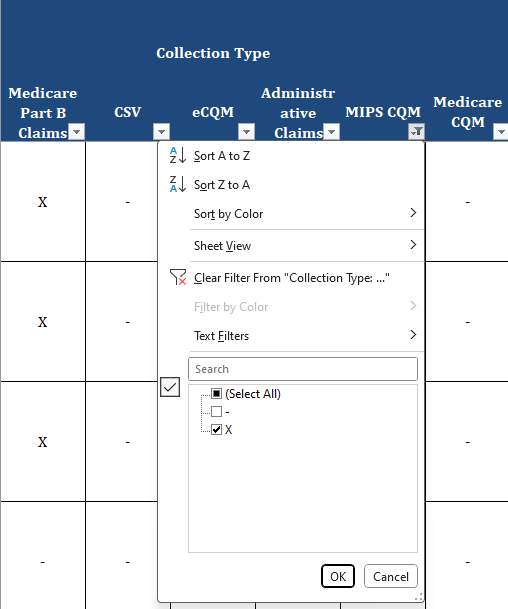 Collection Type
Medicare
Part B
Claims
CSV
eCQM
Administr
ative
Claims
MIPS CQM
Medicare
CQM
Sort A to Z
Sort Z to A
Sort by Color
Sheet View
Clear Filter From "Collection Type: ..."
Filter by Color
Text Filters
Search
(Select All)
-
X
OK
Cancel
X - -
X - -
X - -
- - -